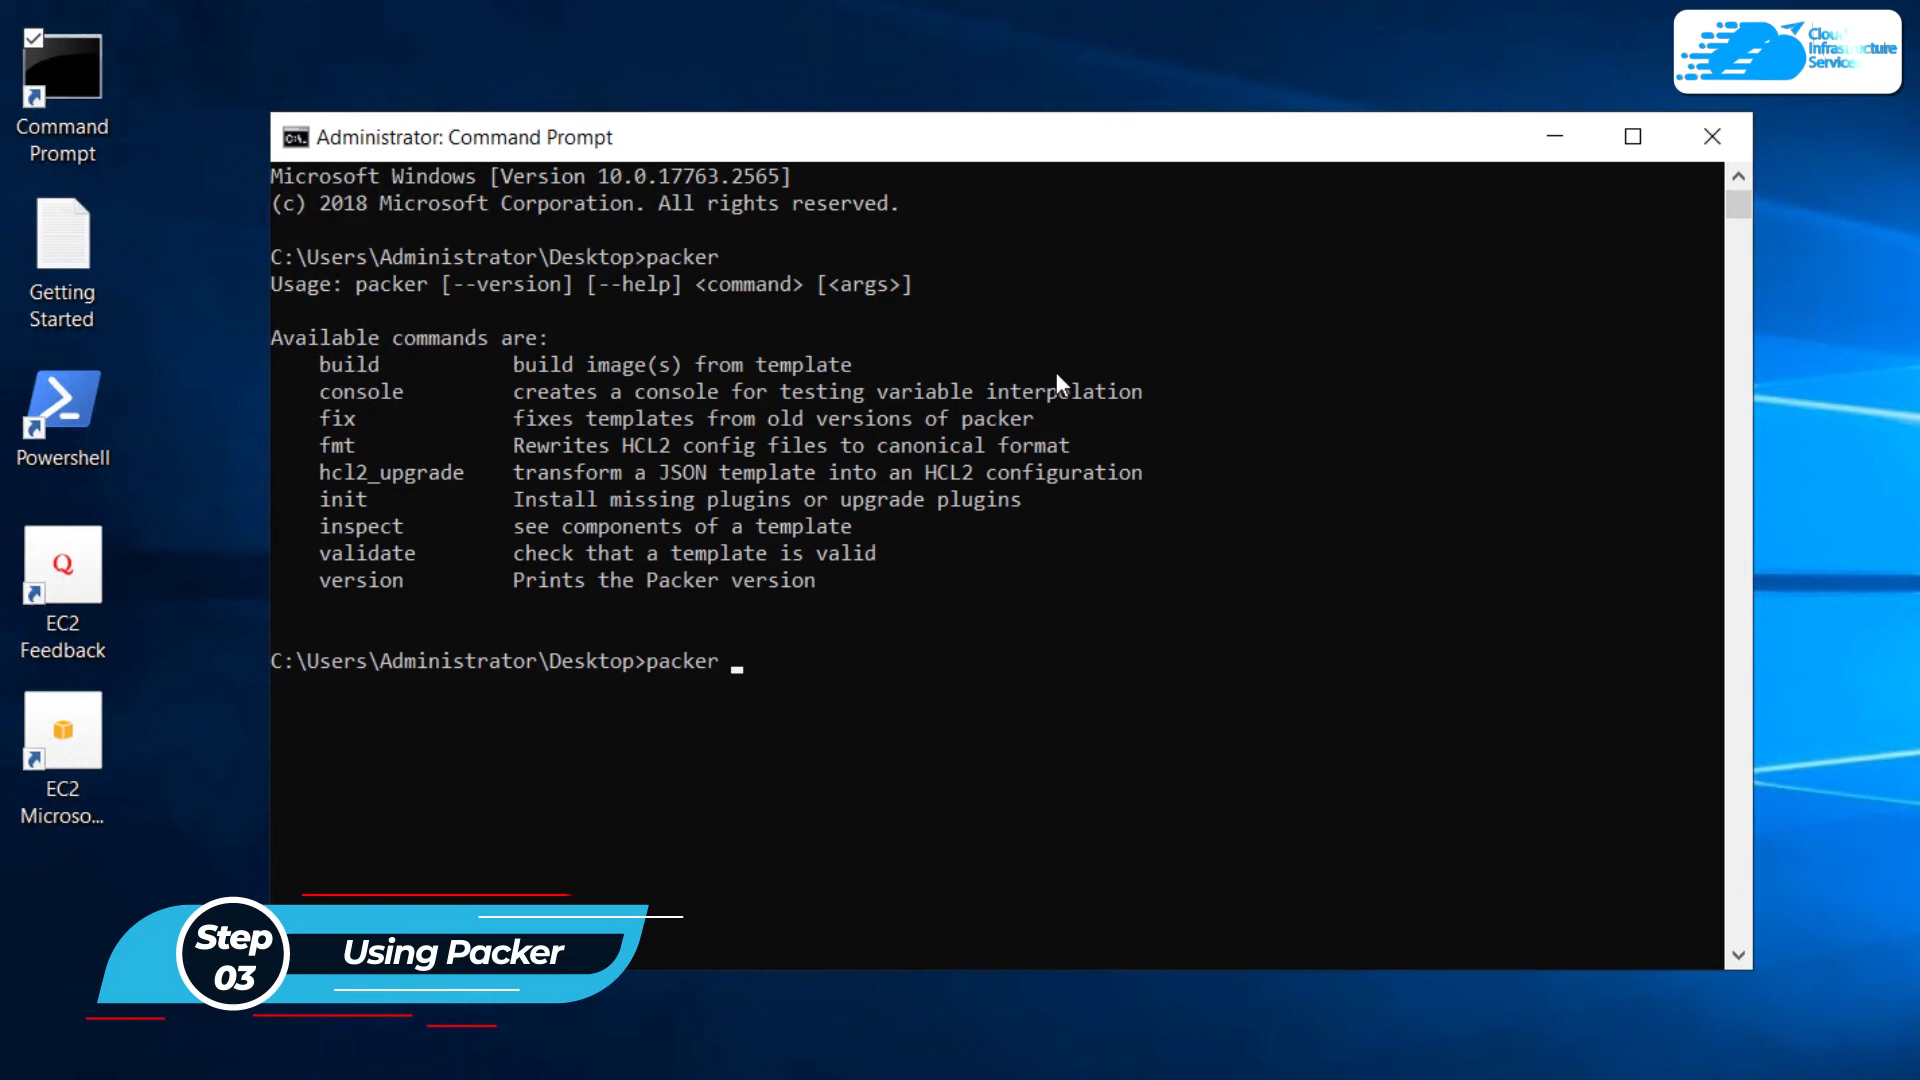 Command
Prompt
Getting
Started
Powershell
Q
EC2
Feedback
EC2
Microso...
Cloud
Infrastructure
Services
C:\.
Administrator: Command Prompt
Microsoft Windows [Version 10.0.17763.2565]
(c) 2018 Microsoft Corporation. All rights reserved.
C:\Users\Administrator\Desktop>packer
Usage: packer [--version] [--help] <command> [<args>]
Available commands are:
build build image(s) from template
console creates a console for testing variable interpolation
fix fixes templates from old versions of packer
fmt Rewrites HCL2 config files to canonical format
hcl2_upgrade transform a JSON template into an HCL2 configuration
init Install missing plugins or upgrade plugins
inspect see components of a template
validate check that a template is valid
version Prints the Packer version
C:\Users\Administrator\Desktop>packer
Step
03
Using Packer